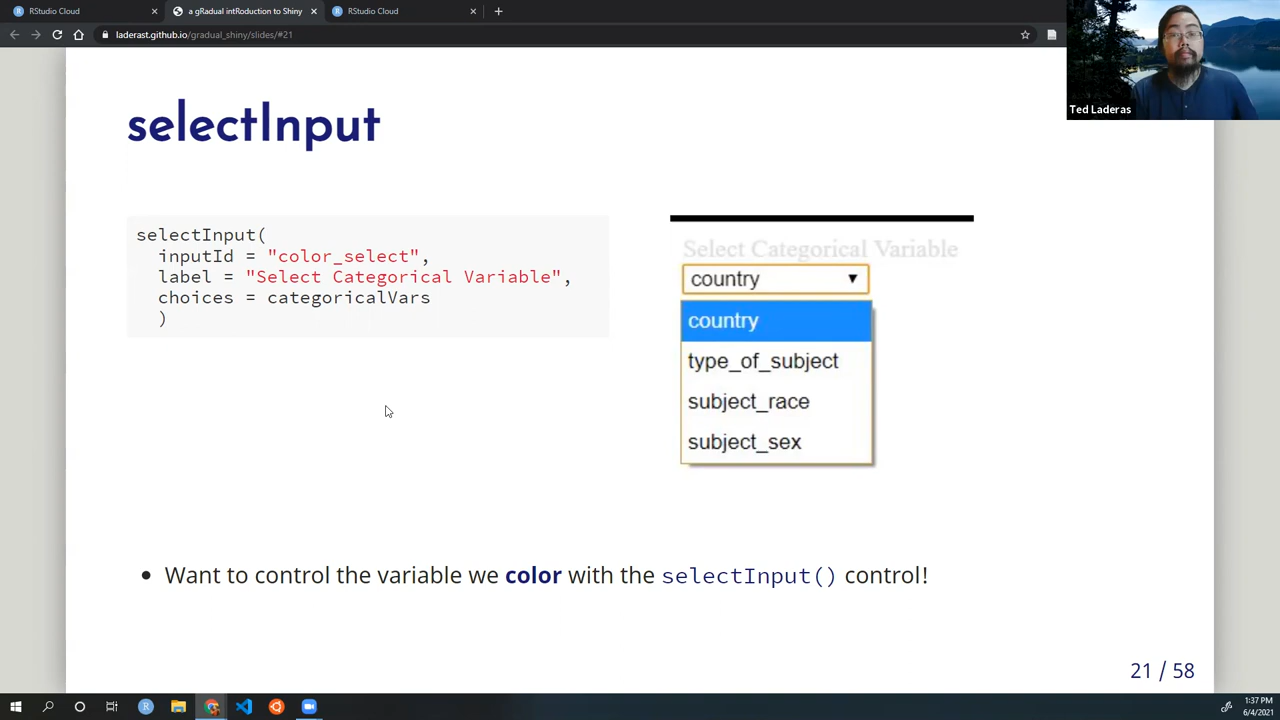 RStudio Cloud
a gRadual intRoduction to Shiny
RStudio Cloud
laderast.github.io/gradual_shiny/slides/#21
Ted Laderas
selectInput
selectInput(
inputId = "color_select",
label = "Select Categorical Variable",
choices = categoricalVars
)
Select Categorical Variable
country
country
type_of_subject
subject_race
subject_sex
Want to control the variable we color with the selectInput() control!
21 / 58
1:37 PM
6/4/2021